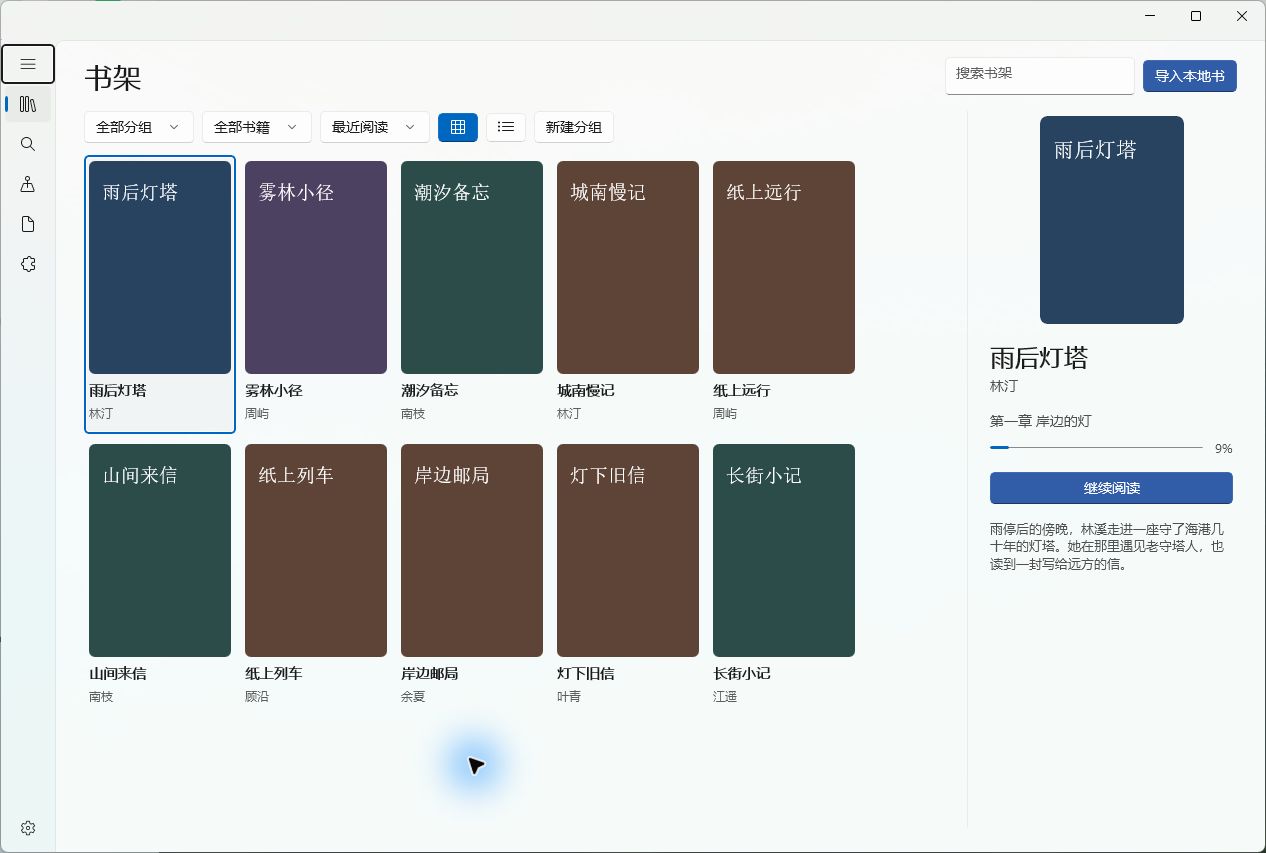 书架
搜索书架
导入本地书
全部分组
全部书籍
最近阅读
新建分组
雨后灯塔
雾林小径
潮汐备忘
城南慢记
纸上远行
雨后灯塔
林汀
雾林小径
周屿
潮汐备忘
南枝
城南慢记
林汀
纸上远行
周屿
山间来信
纸上列车
岸边邮局
灯下旧信
长街小记
山间来信
南枝
纸上列车
顾沿
岸边邮局
余夏
灯下旧信
叶青
长街小记
江遥
雨后灯塔
雨后灯塔
林汀
第一章 岸边的灯
9%
继续阅读
雨停后的傍晚，林溪走进一座守了海港几
十年的灯塔。她在那里遇见老守塔人，也
读到一封写给远方的信。